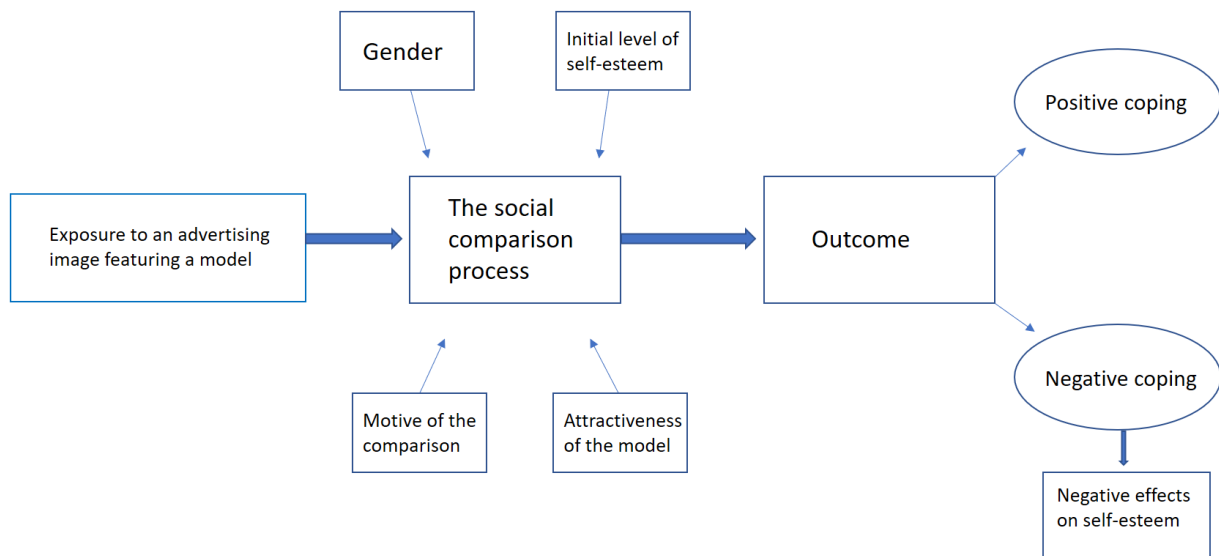 Gender
Initial level of
self-esteem
Positive coping
Exposure to an advertising
image featuring a model
The social
comparison
process
Outcome
Motive of the
comparison
Attractiveness
of the model
Negative coping
Negative effects
on self-esteem